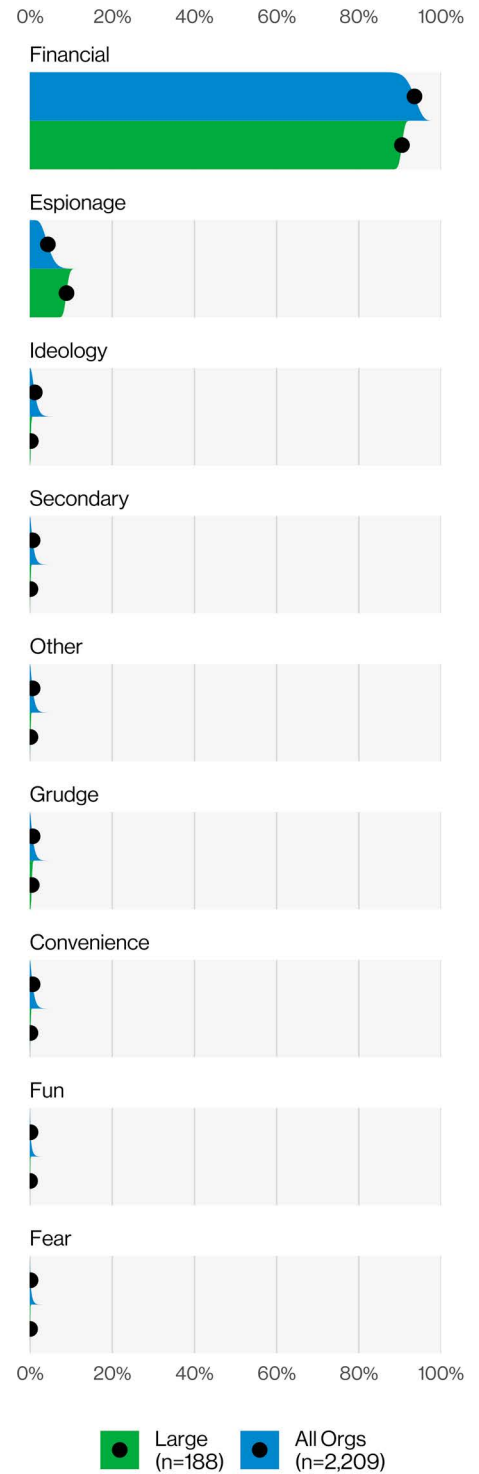 0% 20% 40% 60% 80% 100%
Financial
Espionage
Ideology
Secondary
Other
Grudge
Convenience
Fun
Fear
0% 20% 40% 60% 80% 100%
Large All Orgs
(n=188) (n=2,209)